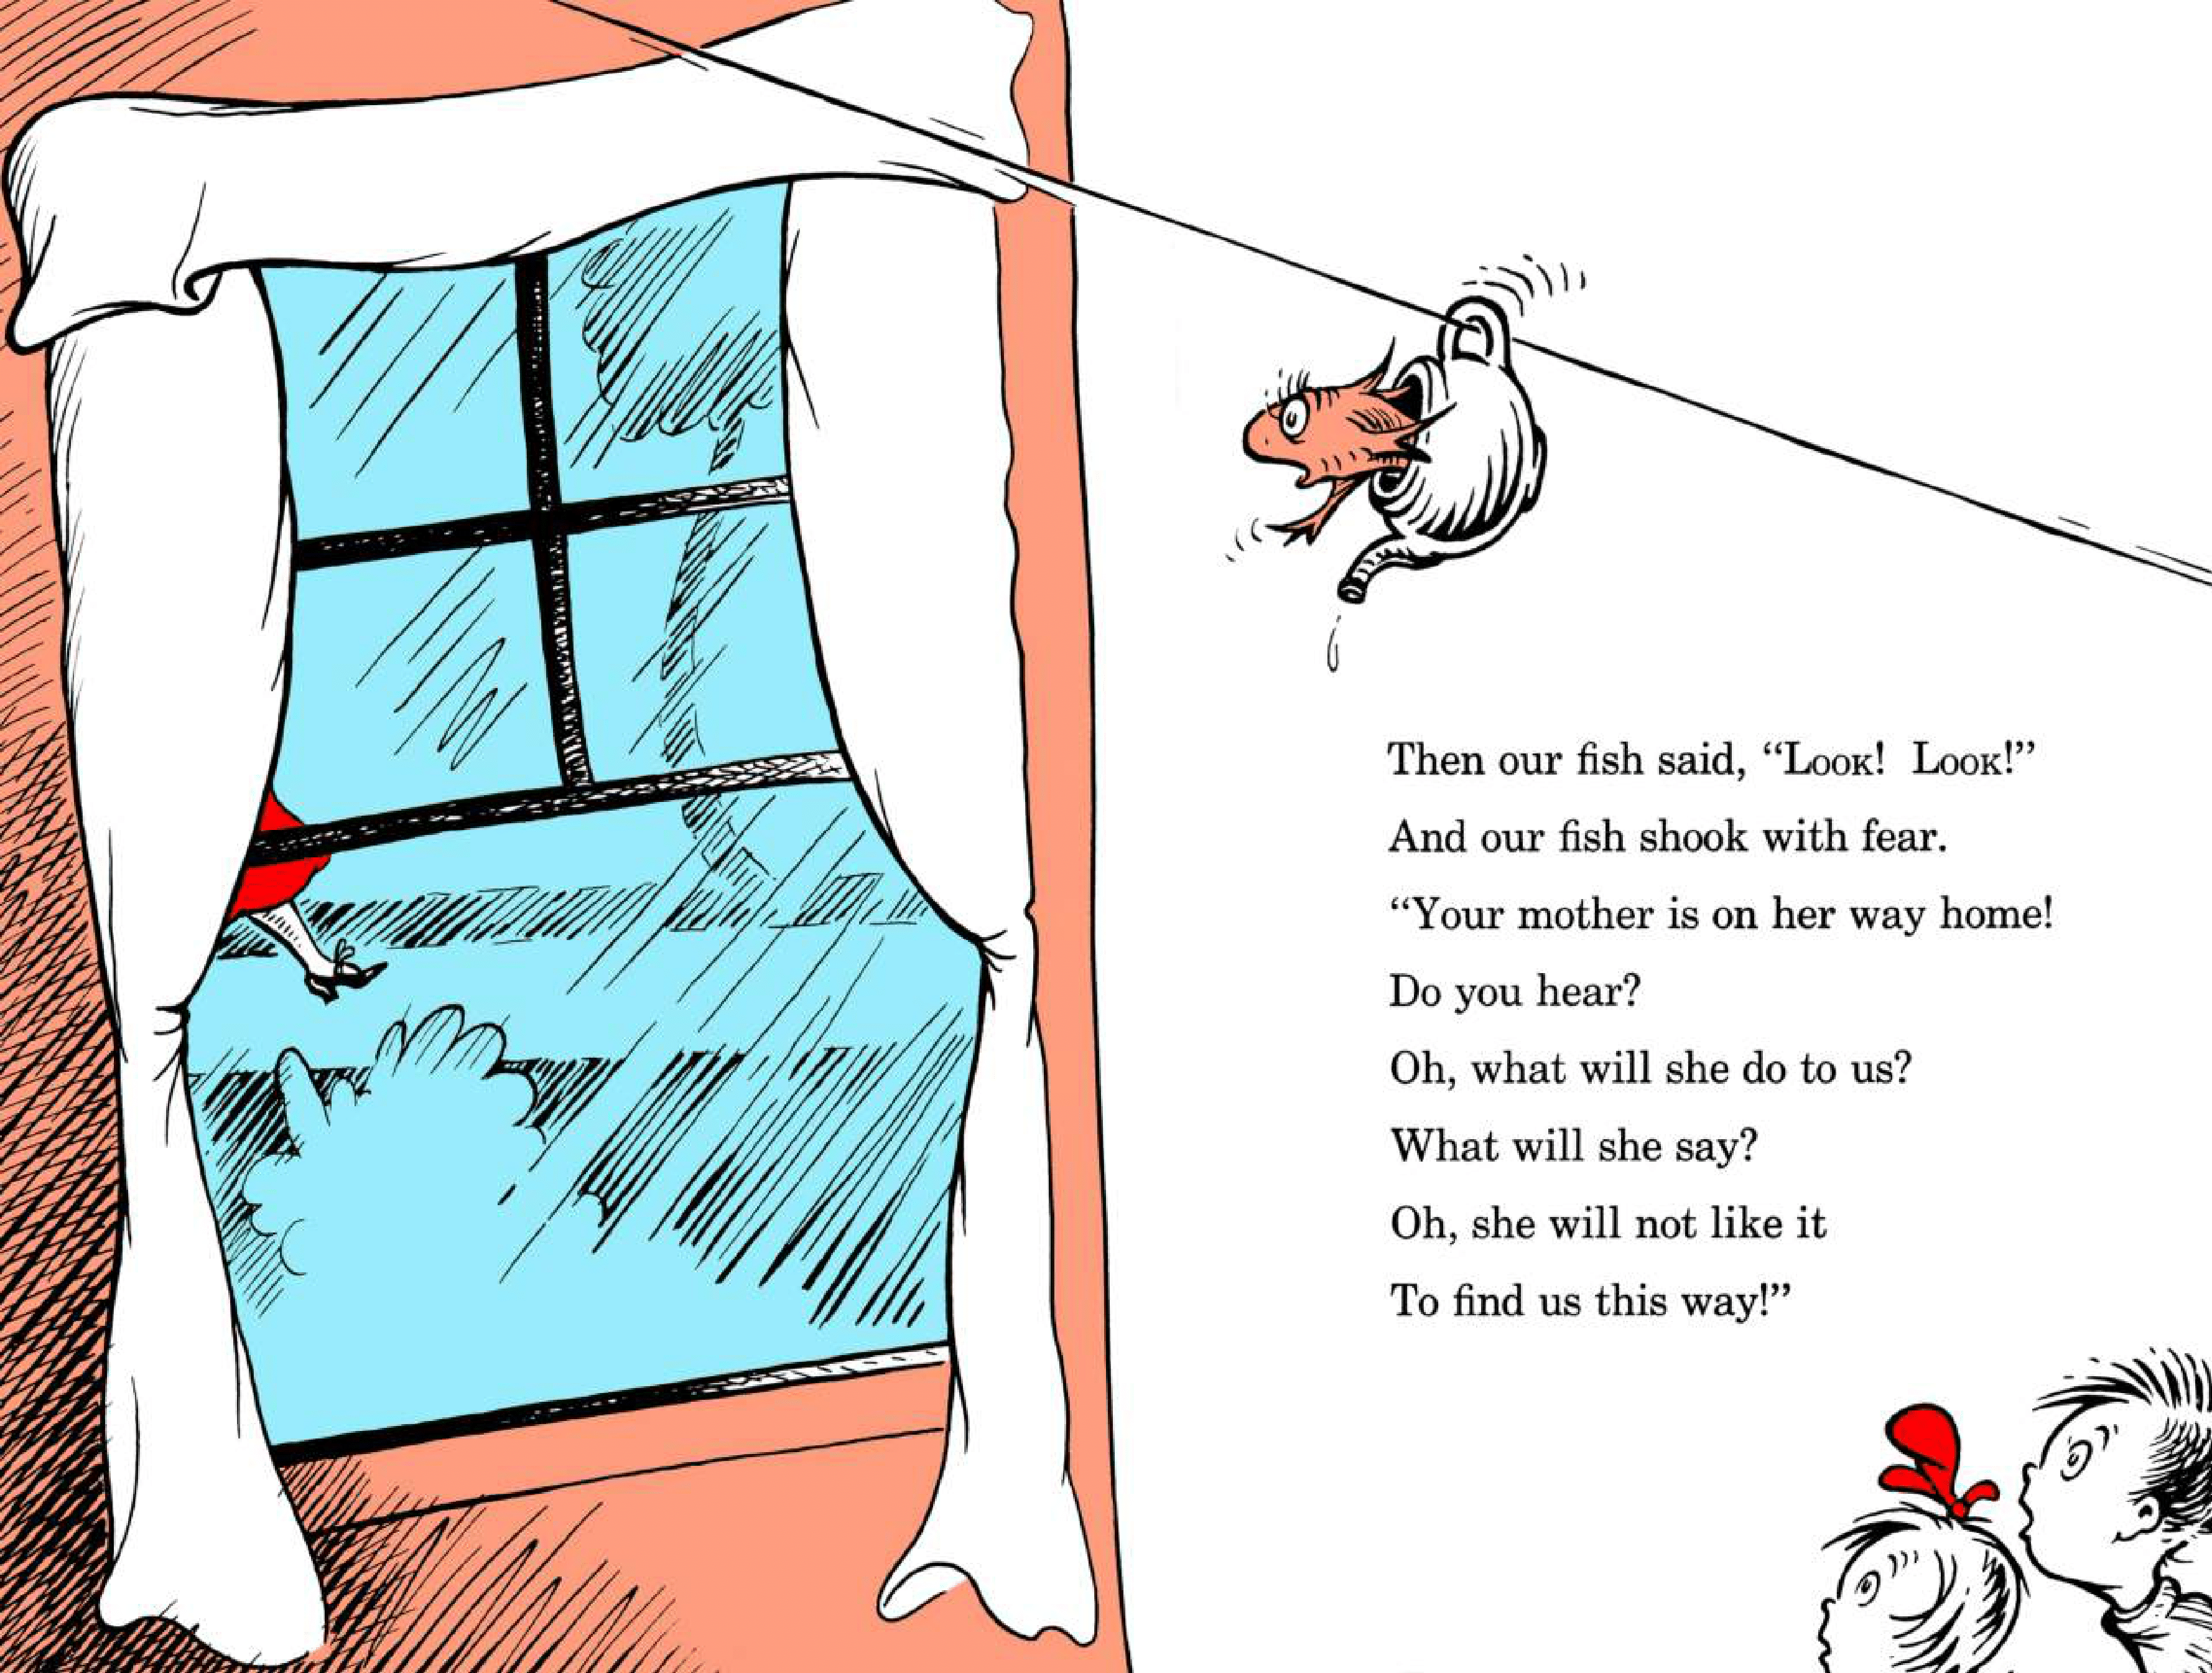 Then our fish said, “LOOK!  LOOK!”
And our fish shook with fear.
“Your mother is on her way home!
Do you hear?
Oh, what will she do to us?
What will she say?
Oh, she will not like it
To find us this way!”